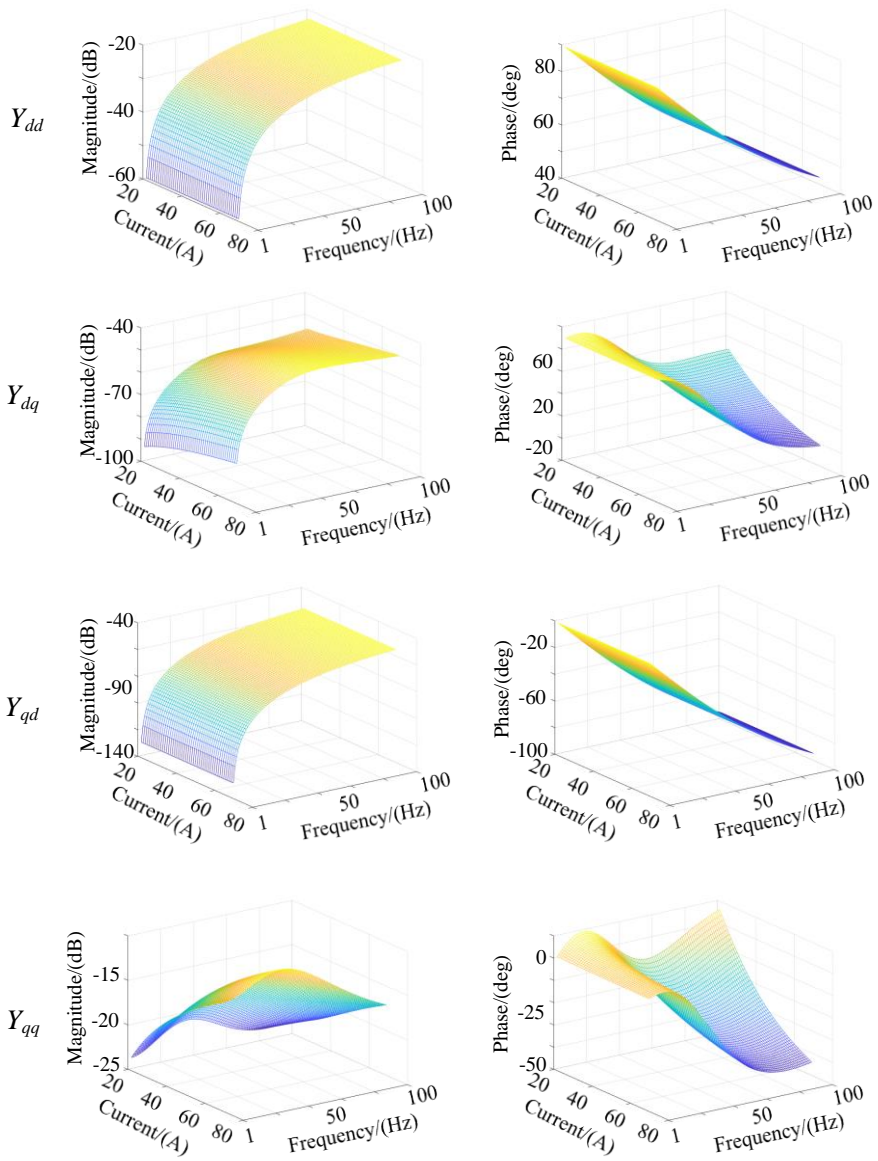 Y_dd
Magnitude/(dB)
-20
-40
-60
20
40
60
80
Current/(A)
1
50
100
Frequency/(Hz)
Phase/(deg)
80
60
40
20
40
60
80
Current/(A)
1
50
100
Frequency/(Hz)
Y_dq
Magnitude/(dB)
-40
-70
-100
20
40
60
80
Current/(A)
1
50
100
Frequency/(Hz)
Phase/(deg)
60
20
-20
20
40
60
80
Current/(A)
1
50
100
Frequency/(Hz)
Y_qd
Magnitude/(dB)
-40
-90
-140
20
40
60
80
Current/(A)
1
50
100
Frequency/(Hz)
Phase/(deg)
-20
-60
-100
20
40
60
80
Current/(A)
1
50
100
Frequency/(Hz)
Y_qq
Magnitude/(dB)
-15
-20
-25
20
40
60
80
Current/(A)
1
50
100
Frequency/(Hz)
Phase/(deg)
0
-25
-50
20
40
60
80
Current/(A)
1
50
100
Frequency/(Hz)